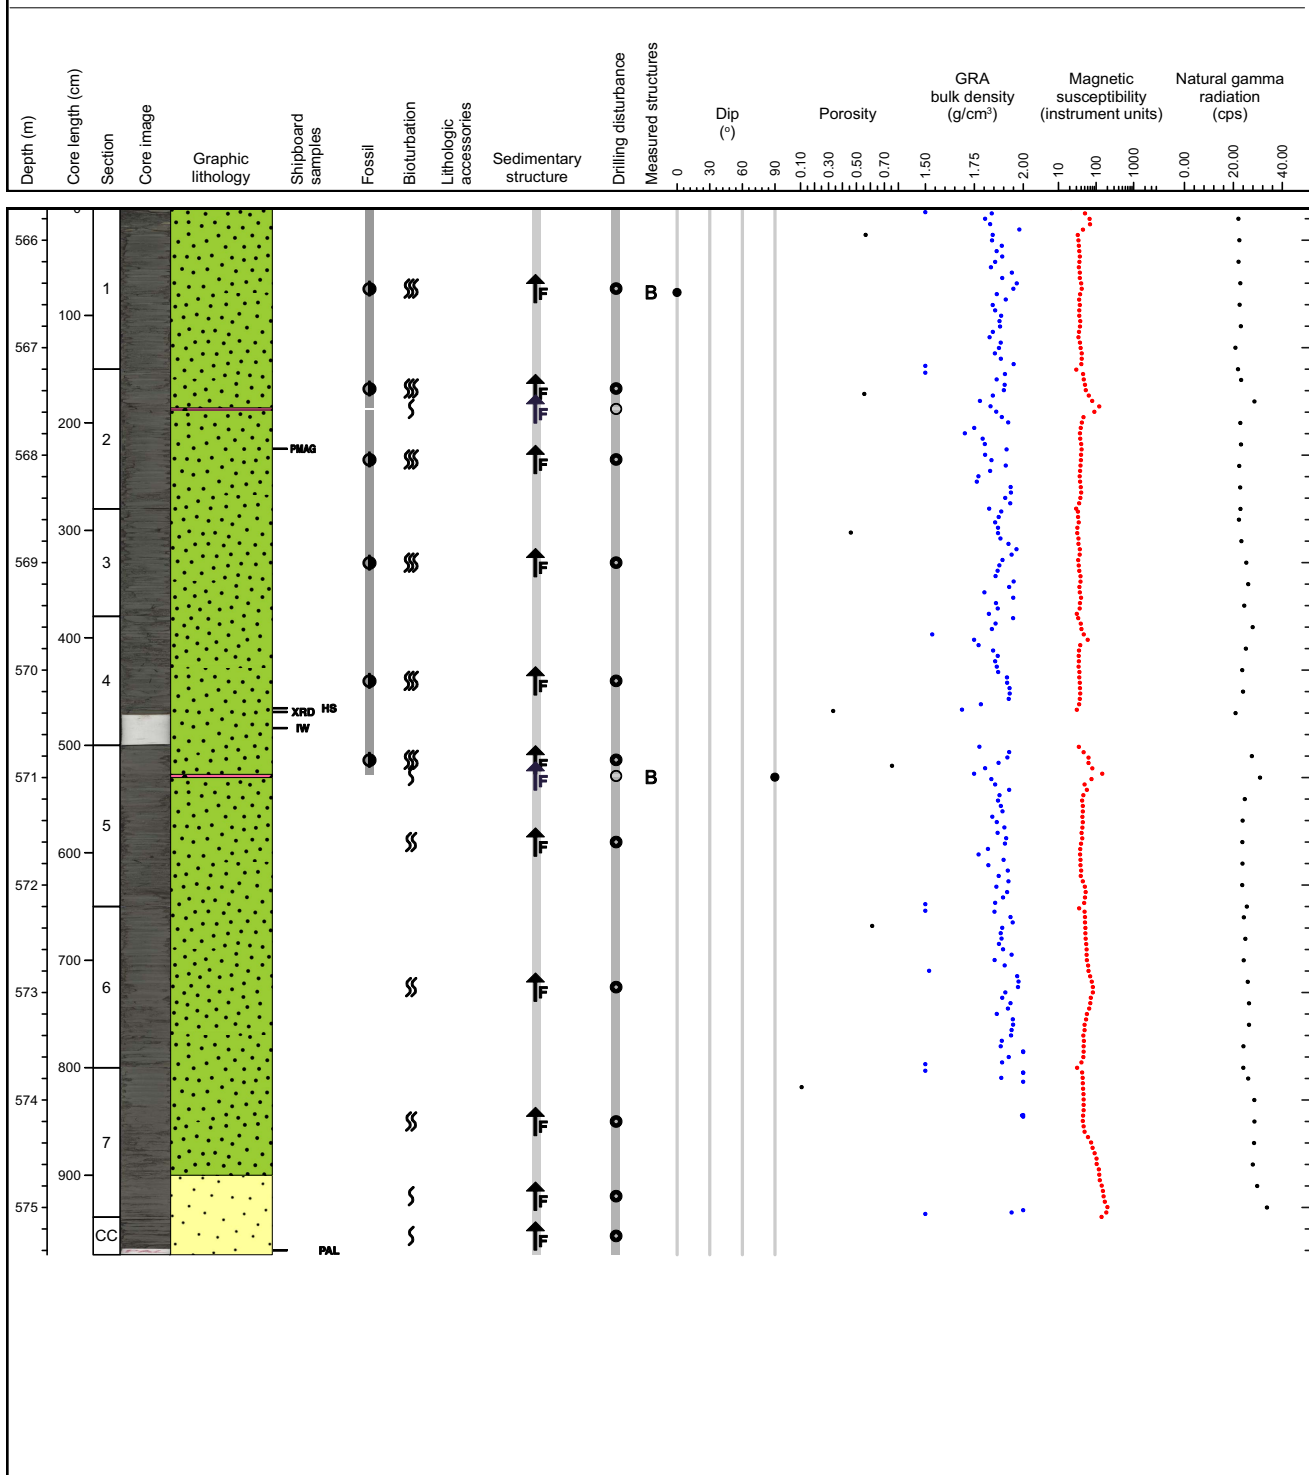 Depth (m)
Core length (cm)
Section
Core image
Graphic
lithology
Shipboard
samples
Fossil
Bioturbation
Lithologic
accessories
Sedimentary
structure
Drilling disturbance
Measured structures
Dip
(°)
Porosity
GRA
bulk density
(g/cm³)
Magnetic
susceptibility
(instrument units)
Natural gamma
radiation
(cps)
0 30 60 90 0.10 0.30 0.50 0.70 1.50 1.75 2.00 10 100 1000 0.00 20.00 40.00
0
566
1 F B
100
567
F
F
200
2
PMAG
568 F
300
569 3 F
400
570 4 F
HS
XRD
IW
500
F
571 F B
5
600 F
572
700
573 6 F
800
574
7 F
900
F
575
CC F
PAL